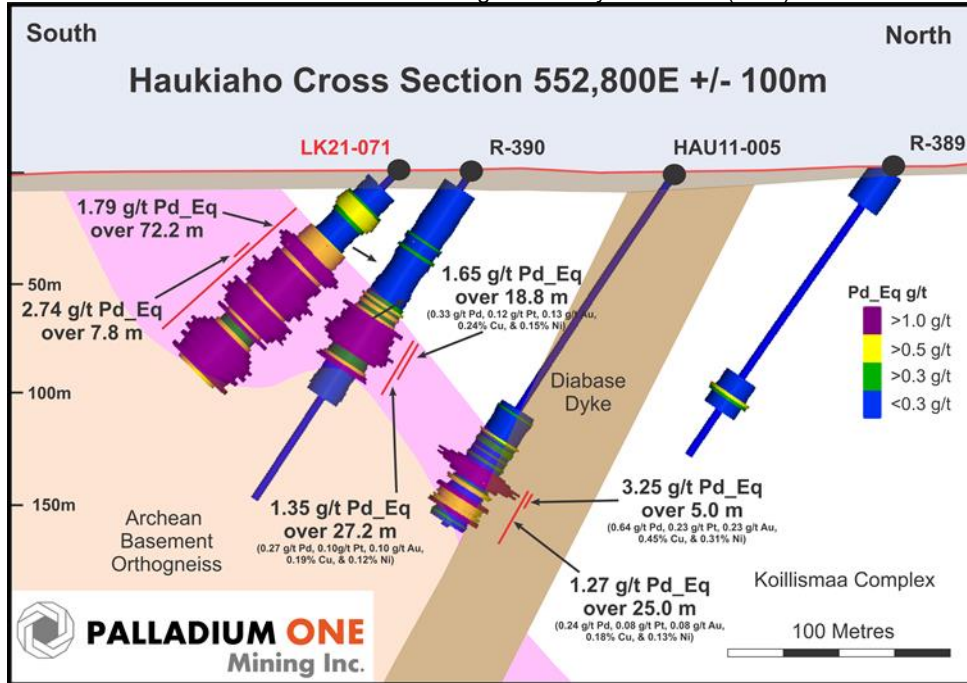 South
North
Haukiaho Cross Section 552,800E +/- 100m
LK21-071
R-390
HAU11-005
R-389
1.79 g/t Pd_Eq
over 72.2 m
2.74 g/t Pd_Eq
over 7.8 m
1.65 g/t Pd_Eq
over 18.8 m
(0.33 g/t Pd, 0.12 g/t Pt, 0.13 g/t Au,
0.24% Cu, & 0.15% Ni)
50m
100m
150m
Pd_Eq g/t
>1.0 g/t
>0.5 g/t
>0.3 g/t
<0.3 g/t
Diabase
Dyke
1.35 g/t Pd_Eq
over 27.2 m
(0.27 g/t Pd, 0.10g/t Pt, 0.10 g/t Au,
0.19% Cu, & 0.12% Ni)
3.25 g/t Pd_Eq
over 5.0 m
(0.64 g/t Pd, 0.23 g/t Pt, 0.23 g/t Au,
0.45% Cu, & 0.31% Ni)
Archean
Basement
Orthogneiss
1.27 g/t Pd_Eq
over 25.0 m
(0.24 g/t Pd, 0.08 g/t Pt, 0.08 g/t Au,
0.18% Cu, & 0.13% Ni)
Koillismaa Complex
100 Metres
PALLADIUM ONE
Mining Inc.